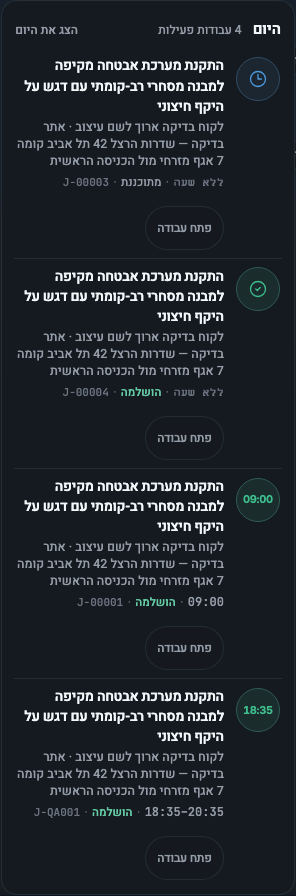 היום 4 עבודות פעילות הצג את היום
התקנת מערכת אבטחה מקיפה
למבנה מסחרי רב-קומתי עם דגש על
היקף חיצוני
לקוח בדיקה ארוך לשם עיצוב · אתר
בדיקה — שדרות הרצל 42 תל אביב קומה
7 אגף מזרחי מול הכניסה הראשית
ללא שעה · מתוכננת · J-00003
פתח עבודה
התקנת מערכת אבטחה מקיפה
למבנה מסחרי רב-קומתי עם דגש על
היקף חיצוני
לקוח בדיקה ארוך לשם עיצוב · אתר
בדיקה — שדרות הרצל 42 תל אביב קומה
7 אגף מזרחי מול הכניסה הראשית
ללא שעה · הושלמה · J-00004
פתח עבודה
09:00
התקנת מערכת אבטחה מקיפה
למבנה מסחרי רב-קומתי עם דגש על
היקף חיצוני
לקוח בדיקה ארוך לשם עיצוב · אתר
בדיקה — שדרות הרצל 42 תל אביב קומה
7 אגף מזרחי מול הכניסה הראשית
09:00 · הושלמה · J-00001
פתח עבודה
18:35
התקנת מערכת אבטחה מקיפה
למבנה מסחרי רב-קומתי עם דגש על
היקף חיצוני
לקוח בדיקה ארוך לשם עיצוב · אתר
בדיקה — שדרות הרצל 42 תל אביב קומה
7 אגף מזרחי מול הכניסה הראשית
18:35–20:35 · הושלמה · J-QA001
פתח עבודה